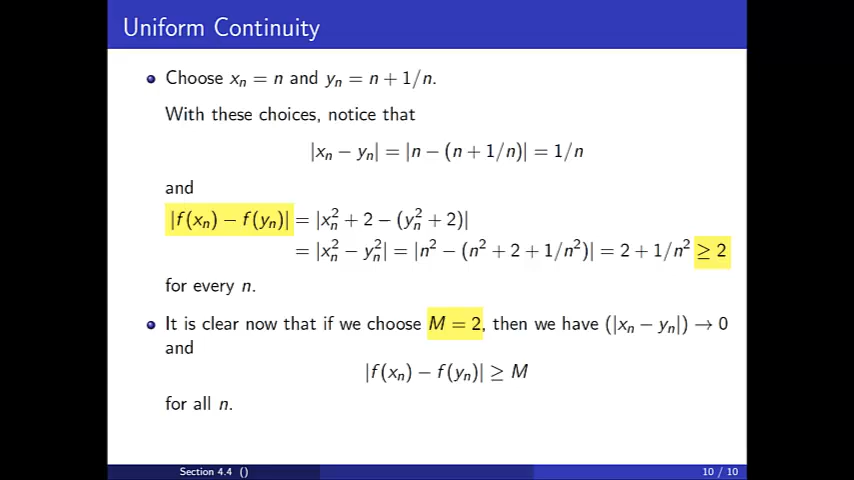 Uniform Continuity
Choose xₙ = n and yₙ = n + 1/n.
With these choices, notice that
|xₙ − yₙ| = |n − (n + 1/n)| = 1/n
and
|f(xₙ) − f(yₙ)| = |xₙ² + 2 − (yₙ² + 2)|
= |xₙ² − yₙ²| = |n² − (n² + 2 + 1/n²)| = 2 + 1/n² ≥ 2
for every n.
It is clear now that if we choose M = 2, then we have (|xₙ − yₙ|) → 0
and
|f(xₙ) − f(yₙ)| ≥ M
for all n.
Section 4.4 ()
10 / 10